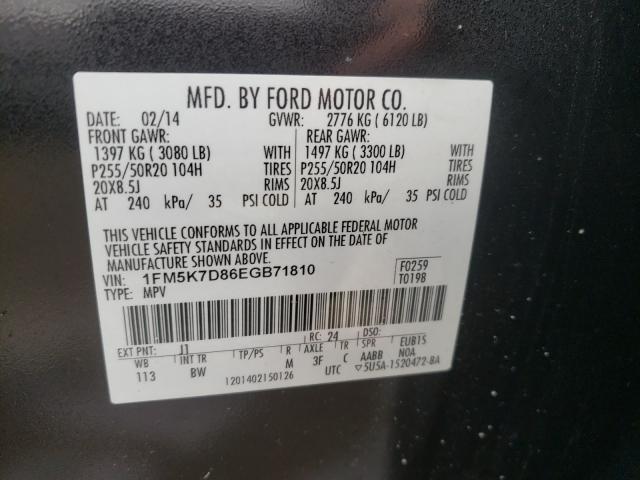 MFD. BY FORD MOTOR CO.
DATE: 02/14 GVWR: 2776 KG ( 6120 LB)
FRONT GAWR: REAR GAWR:
1397 KG ( 3080 LB) WITH 1497 KG ( 3300 LB) WITH
P255/50R20 104H TIRES P255/50R20 104H TIRES
20X8.5J RIMS 20X8.5J RIMS
AT 240 kPa/ 35 PSI COLD AT 240 kPa/ 35 PSI COLD
THIS VEHICLE CONFORMS TO ALL APPLICABLE FEDERAL MOTOR
VEHICLE SAFETY STANDARDS IN EFFECT ON THE DATE OF
MANUFACTURE SHOWN ABOVE.
VIN: 1FM5K7D86EGB71810 F0259
TYPE: MPV T0198
EXT PNT: J1 RC: 24 DSO:
WB INT TR TP/PS R AXLE TR SPR EUB1S
113 BW M 3F C AABB NOA
1201402150126 UTC ▽5U5A-1520472-BA